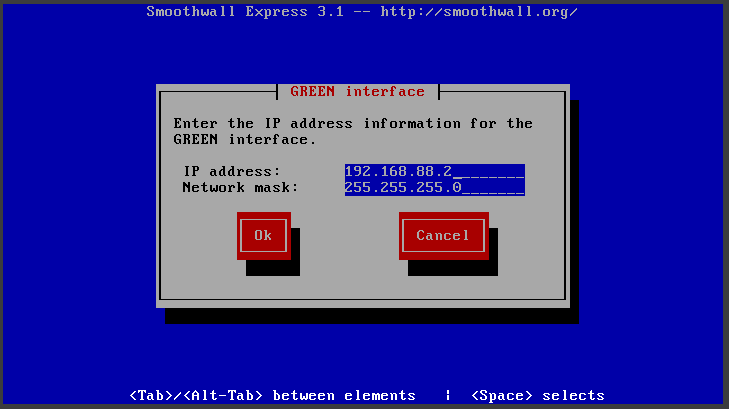 Smoothwall Express 3.1 -- http://smoothwall.org/
GREEN interface
Enter the IP address information for the
GREEN interface.
IP address: 192.168.88.2________
Network mask: 255.255.255.0_______
Ok Cancel
<Tab>/<Alt-Tab> between elements | <Space> selects